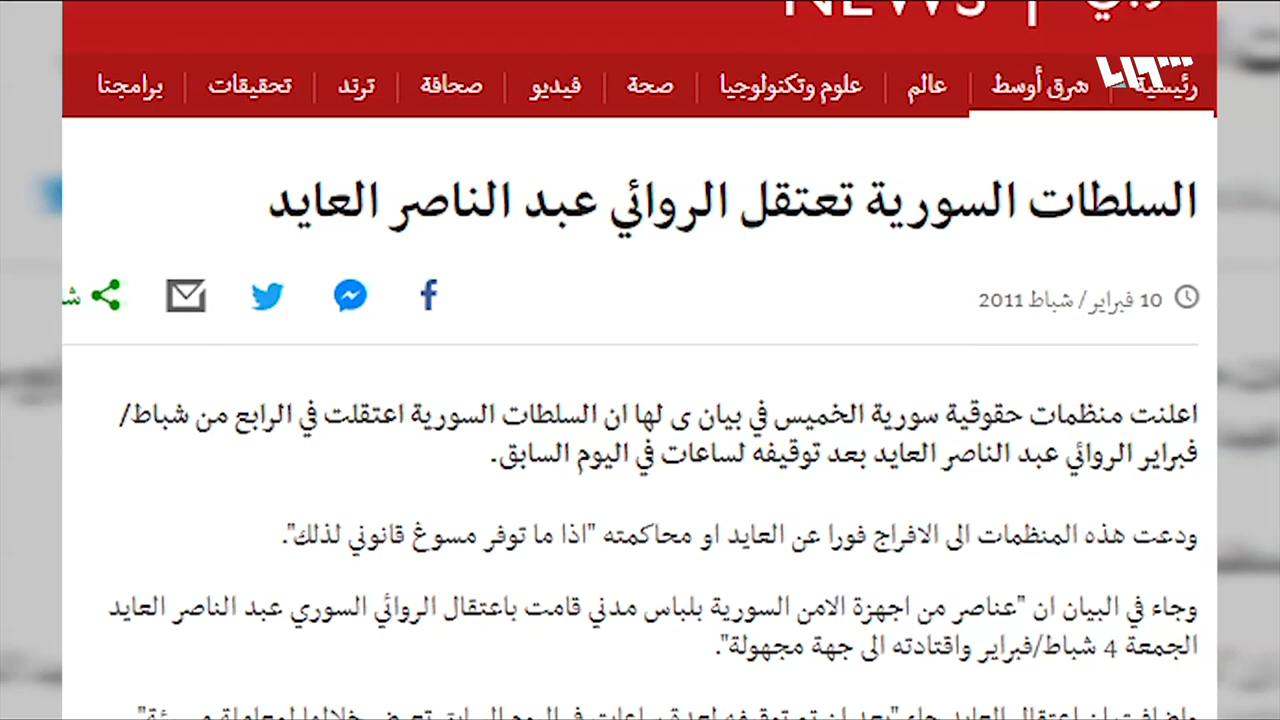 NEWS | عربي
رئيسية شرق أوسط عالم علوم وتكنولوجيا صحة فيديو صحافة ترند تحقيقات برامجنا
السلطات السورية تعتقل الروائي عبد الناصر العايد
10 فبراير/ شباط 2011
اعلنت منظمات حقوقية سورية الخميس في بيان ى لها ان السلطات السورية اعتقلت في الرابع من شباط/
فبراير الروائي عبد الناصر العايد بعد توقيفه لساعات في اليوم السابق.
ودعت هذه المنظمات الى الافراج فورا عن العايد او محاكمته "اذا ما توفر مسوغ قانوني لذلك".
وجاء في البيان ان "عناصر من اجهزة الامن السورية بلباس مدني قامت باعتقال الروائي السوري عبد الناصر العايد
الجمعة 4 شباط/فبراير واقتادته الى جهة مجهولة".